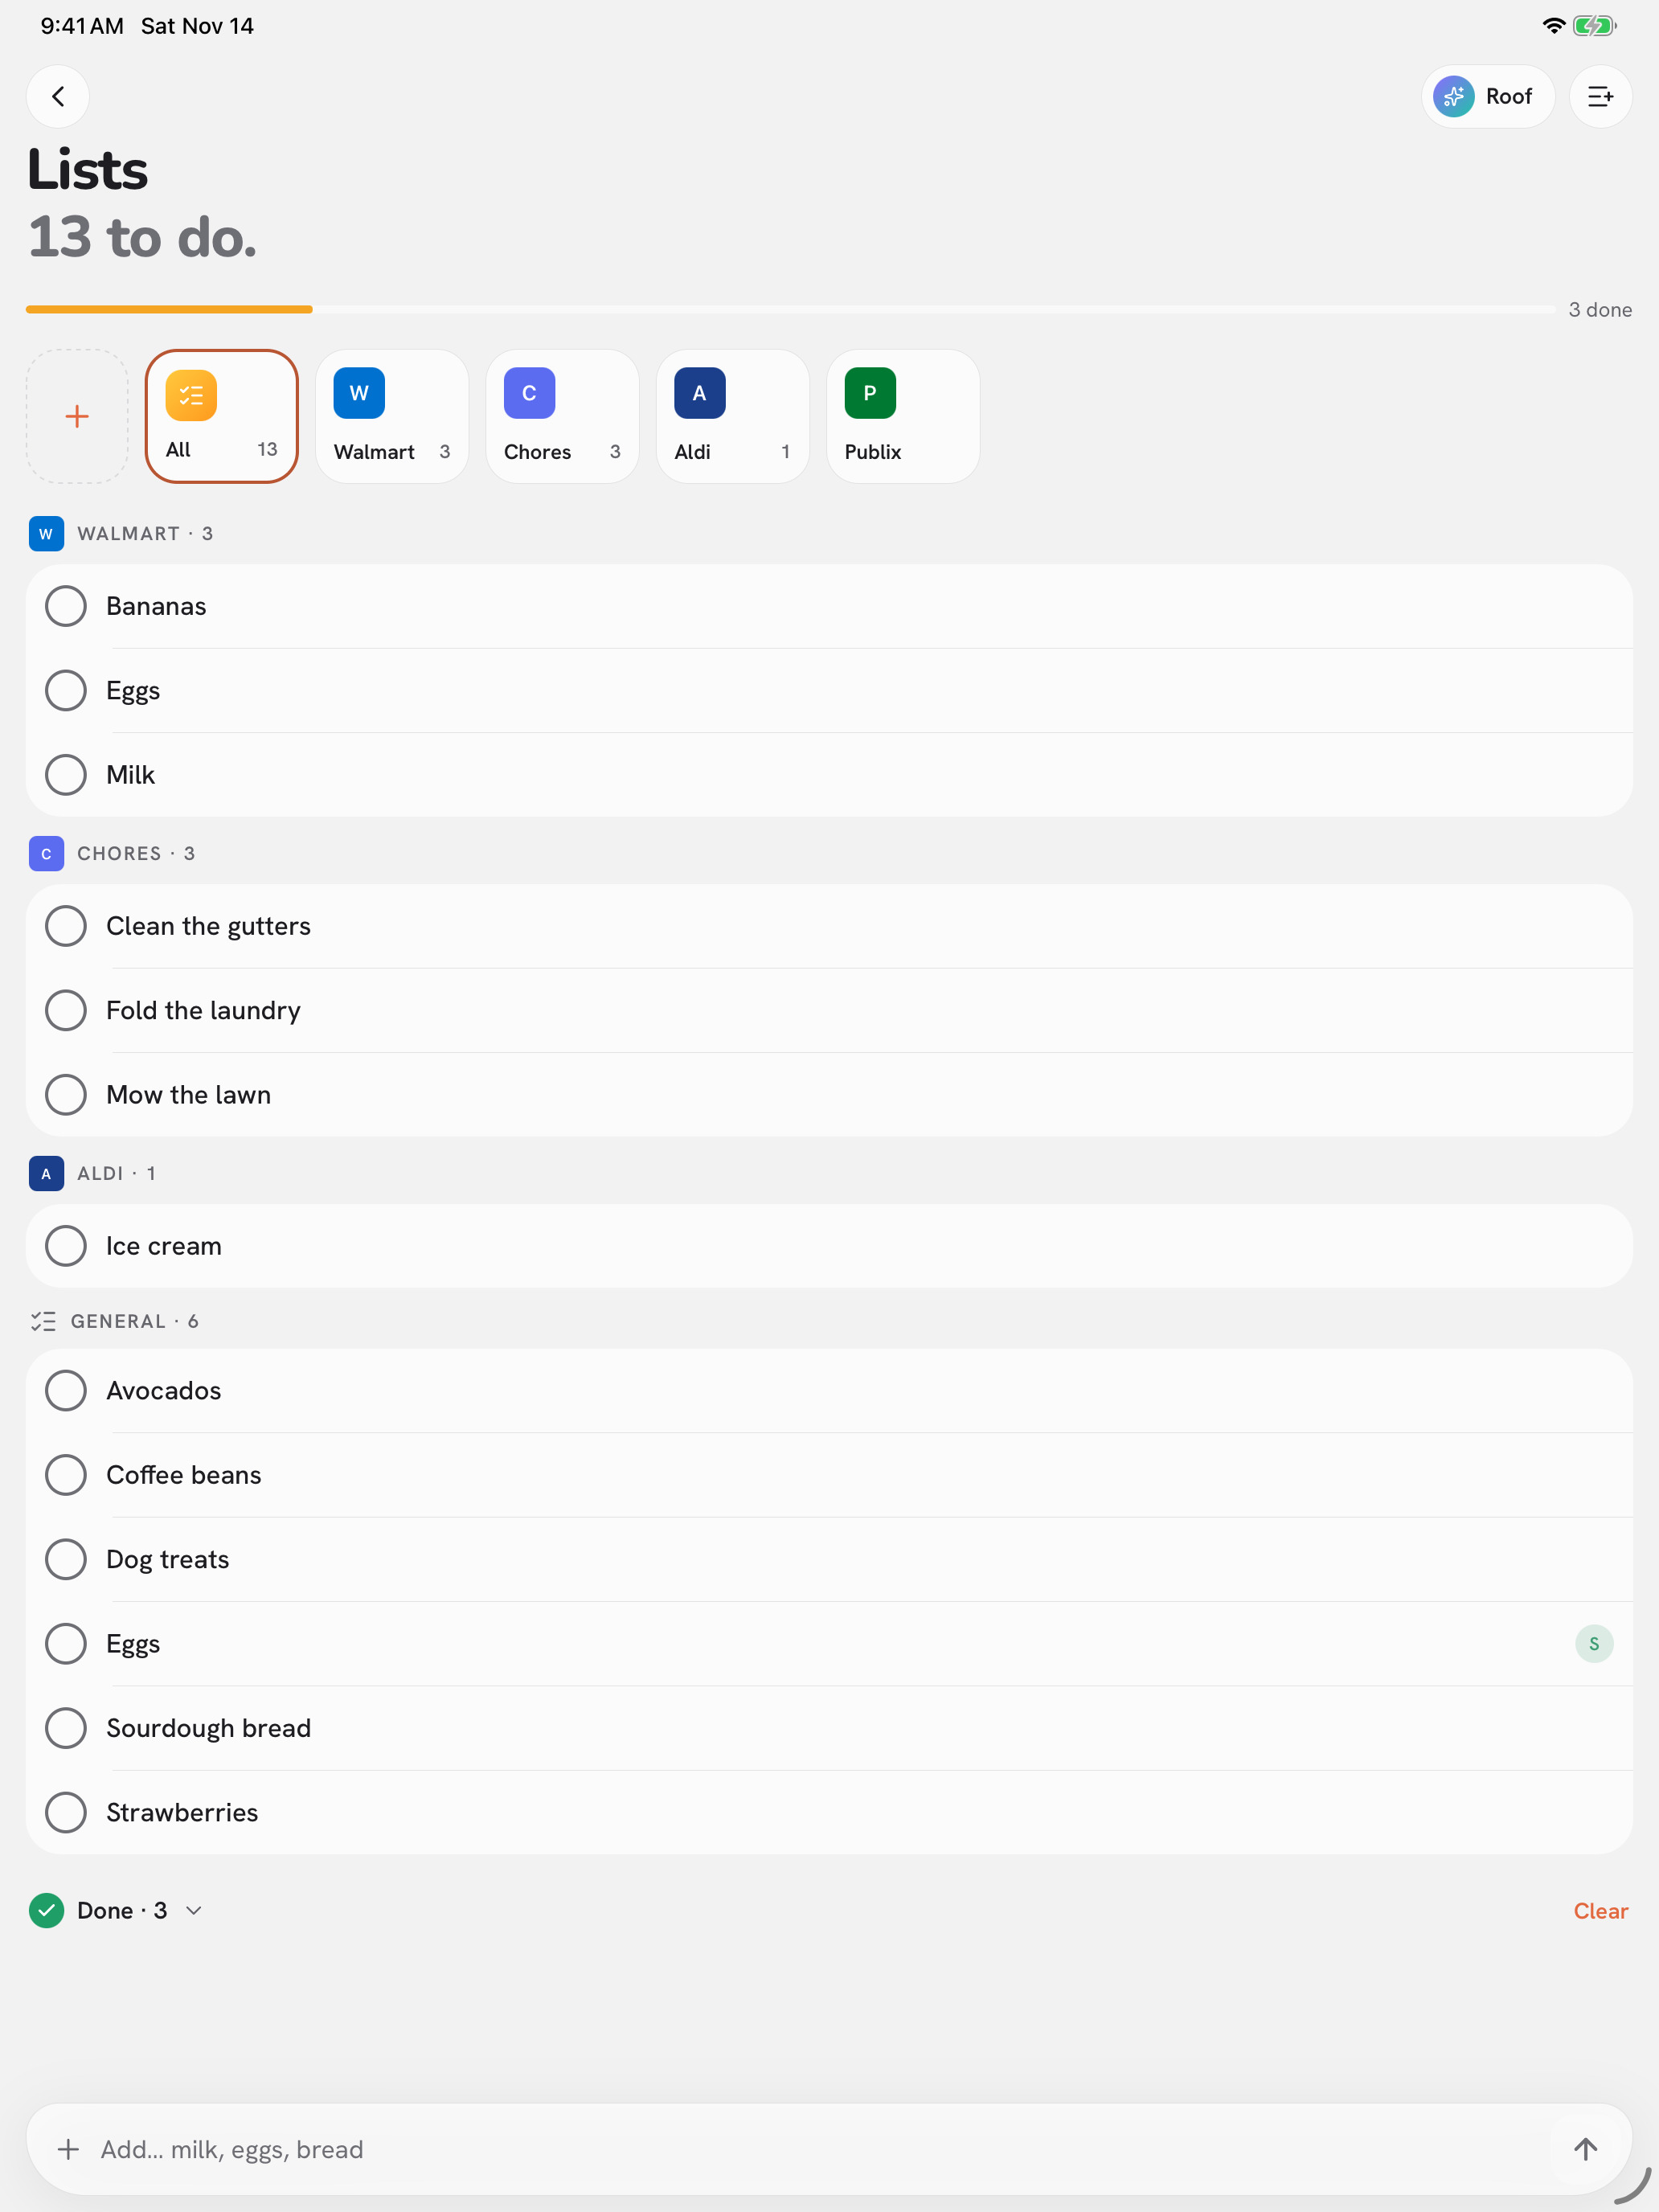 9:41 AM Sat Nov 14
Roof
Lists
13 to do.
3 done
W
C
A
P
All 13
Walmart 3
Chores 3
Aldi 1
Publix
W WALMART · 3
Bananas
Eggs
Milk
C CHORES · 3
Clean the gutters
Fold the laundry
Mow the lawn
A ALDI · 1
Ice cream
GENERAL · 6
Avocados
Coffee beans
Dog treats
Eggs S
Sourdough bread
Strawberries
Done · 3 Clear
Add... milk, eggs, bread